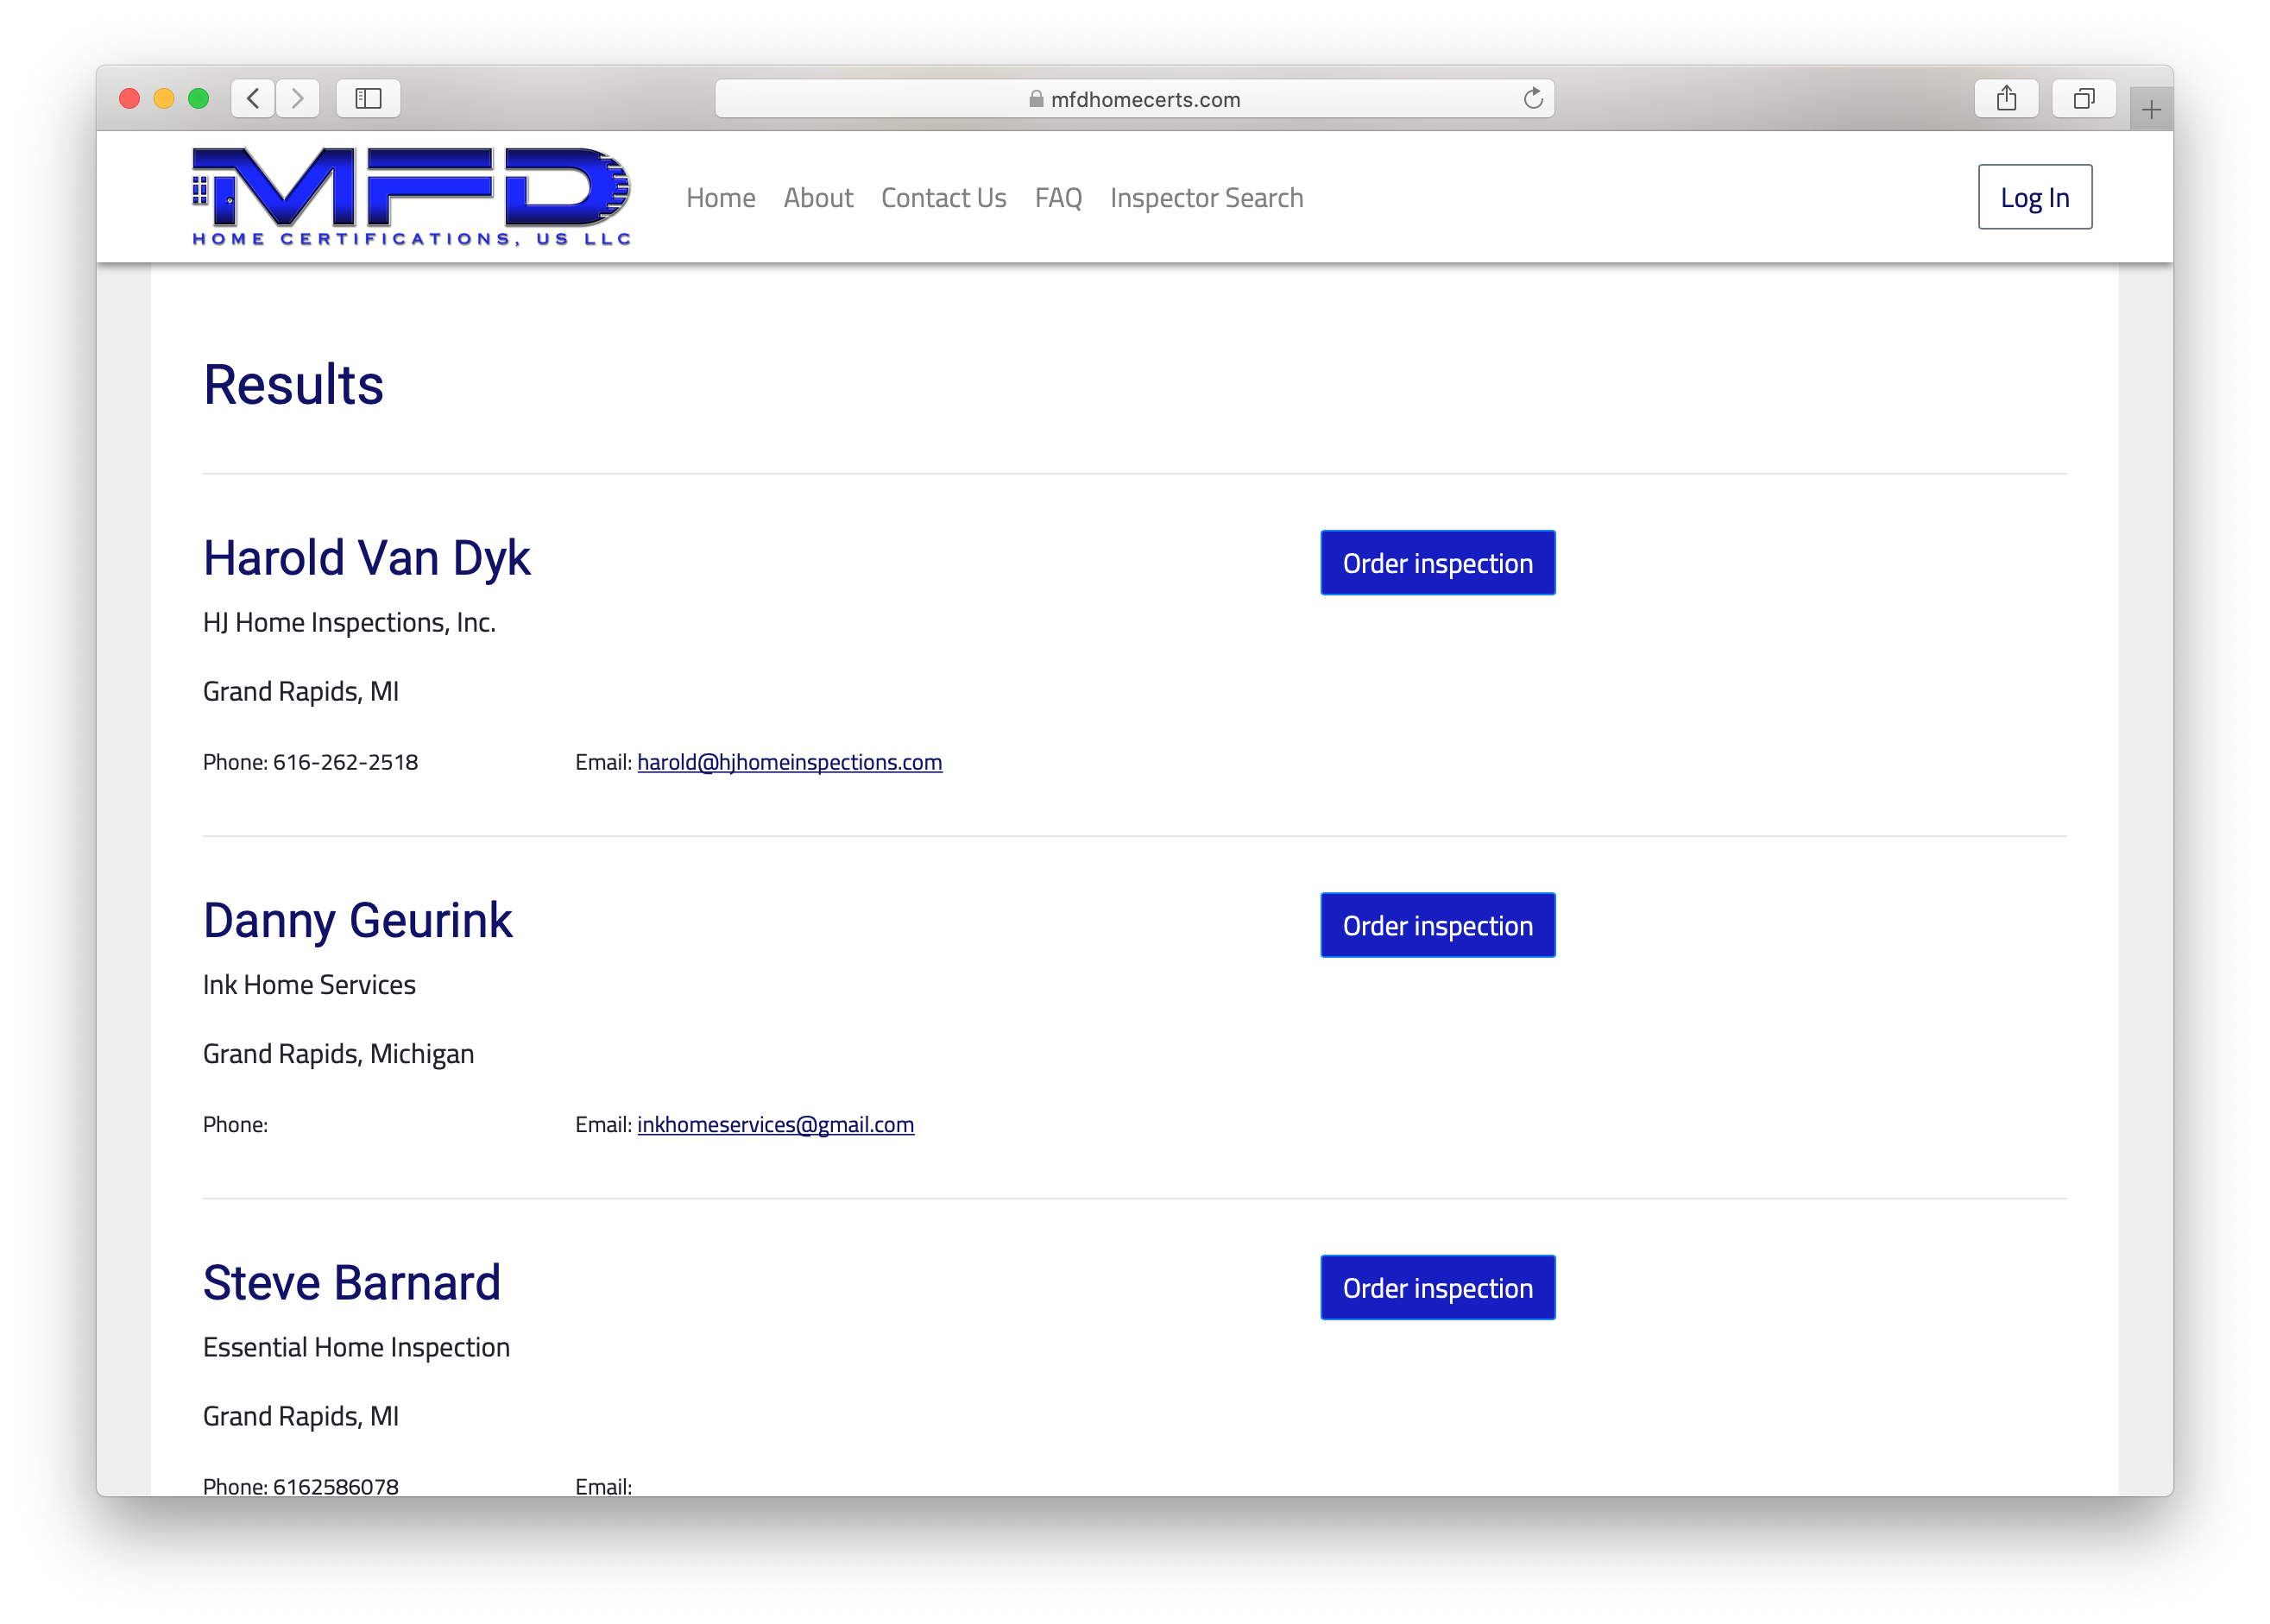 mfdhomecerts.com
MFD
HOME CERTIFICATIONS, US LLC
Home About Contact Us FAQ Inspector Search
Log In
Results
Harold Van Dyk
Order inspection
HJ Home Inspections, Inc.
Grand Rapids, MI
Phone: 616-262-2518 Email: harold@hjhomeinspections.com
Danny Geurink
Order inspection
Ink Home Services
Grand Rapids, Michigan
Phone: Email: inkhomeservices@gmail.com
Steve Barnard
Order inspection
Essential Home Inspection
Grand Rapids, MI
Phone: 6162586078 Email: